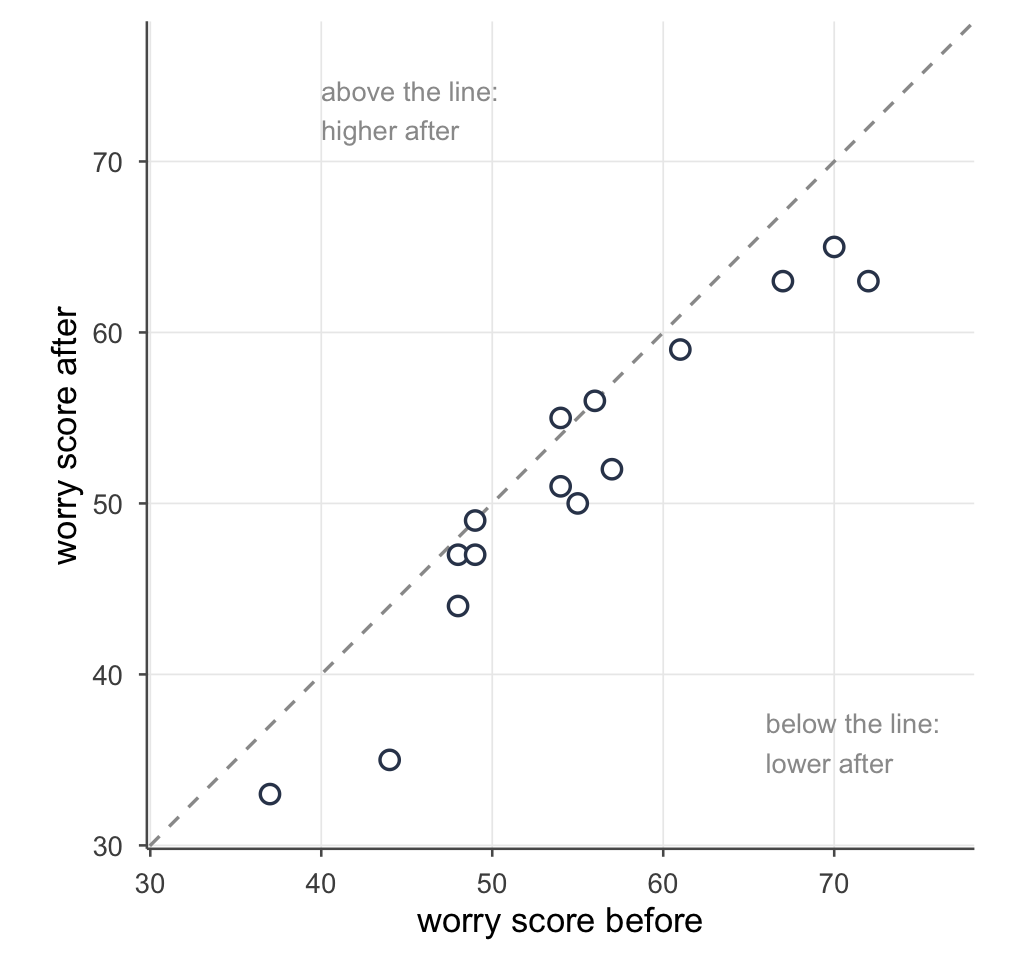 above the line:
higher after
70
60
50
40
30
worry score after
below the line:
lower after
30 40 50 60 70
worry score before